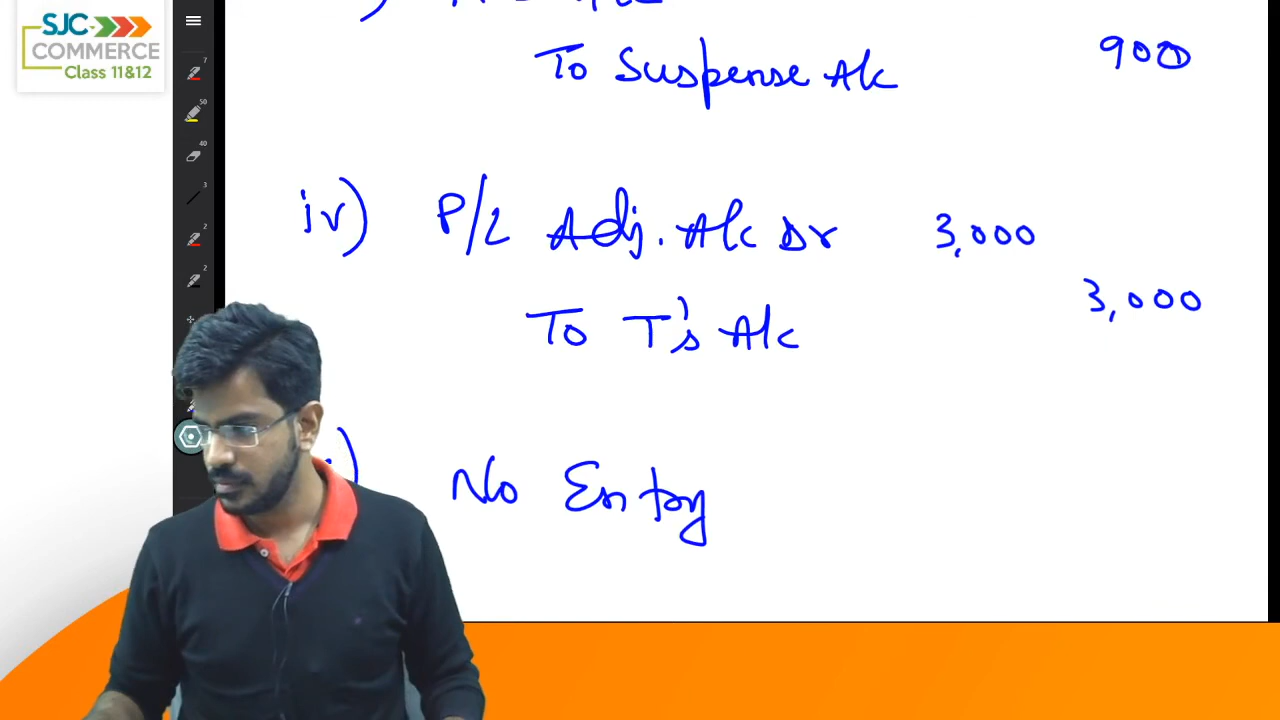 SJC
COMMERCE
Class 11&12
To Suspense A/c 900
iv) P/L Adj. A/c Dr 3,000
To T's A/c 3,000
No Entry